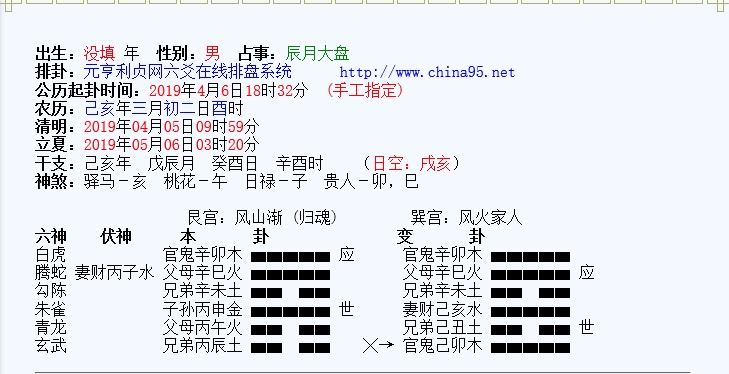 出生：没填 年 性别：男 占事：辰月大盘
排卦：元亨利贞网六爻在线排盘系统 http://www.china95.net
公历起卦时间：2019年4月6日18时32分 （手工指定）
农历：己亥年三月初二日酉时
清明：2019年04月05日09时59分
立夏：2019年05月06日03时20分
干支：己亥年 戊辰月 癸酉日 辛酉时 （日空：戌亥）
神煞：驿马－亥 桃花－午 日禄－子 贵人－卯，巳
艮宫：风山渐 (归魂) 巽宫：风火家人
六神 伏神 本 卦 变 卦
白虎 官鬼辛卯木 应 官鬼辛卯木
腾蛇 妻财丙子水 父母辛巳火 父母辛巳火 应
勾陈 兄弟辛未土 兄弟辛未土
朱雀 子孙丙申金 世 妻财己亥水
青龙 父母丙午火 兄弟己丑土 世
玄武 兄弟丙辰土 ╳→ 官鬼己卯木